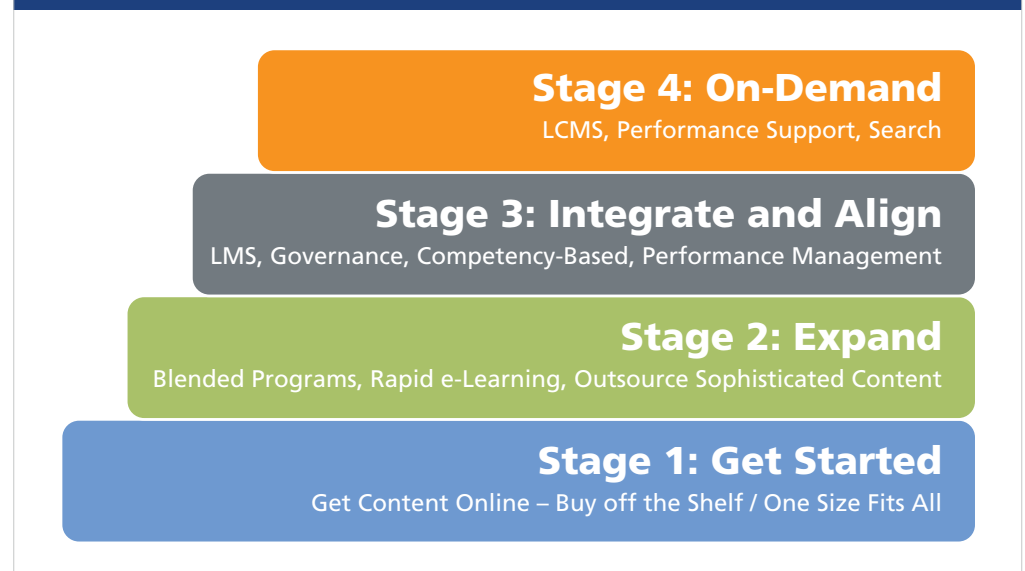 Stage 4: On-Demand
LCMS, Performance Support, Search
Stage 3: Integrate and Align
LMS, Governance, Competency-Based, Performance Management
Stage 2: Expand
Blended Programs, Rapid e-Learning, Outsource Sophisticated Content
Stage 1: Get Started
Get Content Online – Buy off the Shelf / One Size Fits All